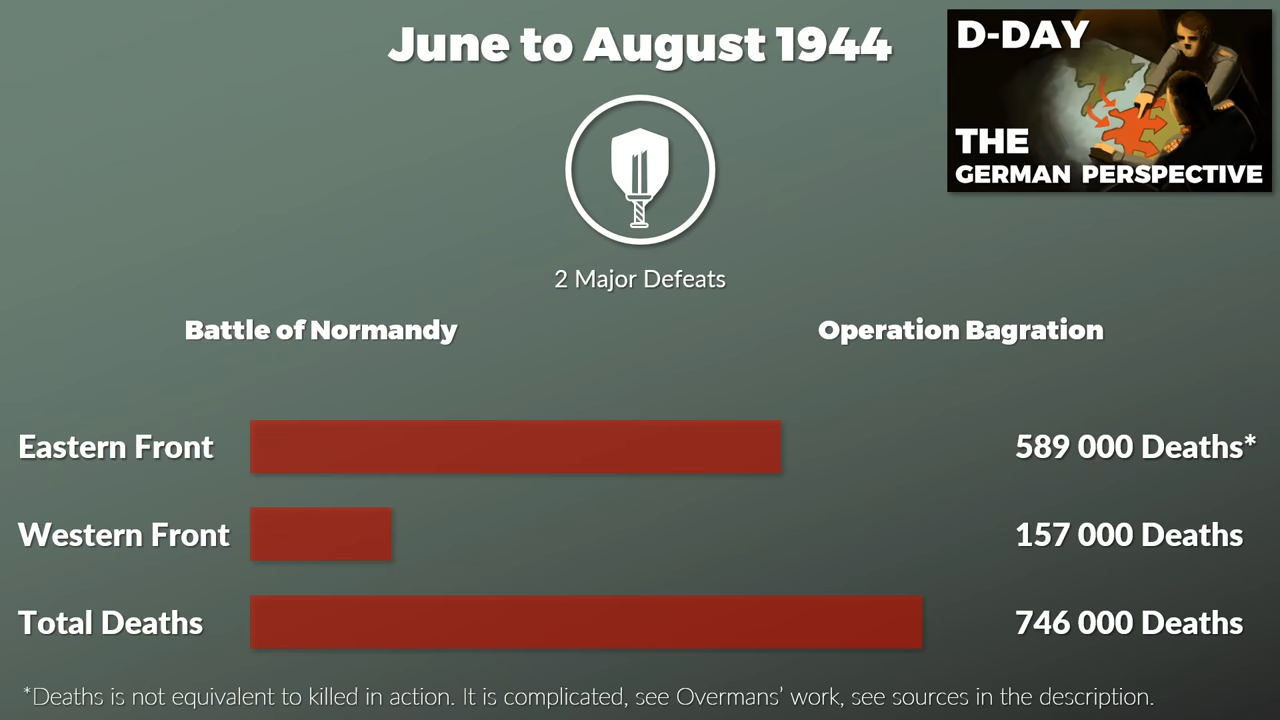 June to August 1944
D-DAY
THE
GERMAN PERSPECTIVE
2 Major Defeats
Battle of Normandy
Operation Bagration
Eastern Front
589 000 Deaths*
Western Front
157 000 Deaths
Total Deaths
746 000 Deaths
*Deaths is not equivalent to killed in action. It is complicated, see Overmans' work, see sources in the description.